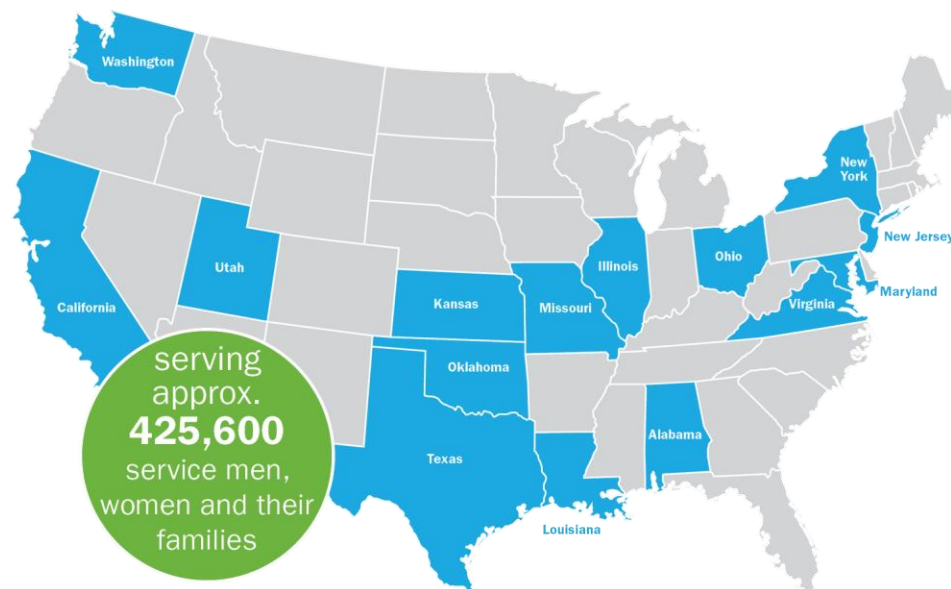 Washington
New
York
New Jersey
Ohio
Illinois
Utah
Maryland
California
Kansas
Missouri
Virginia
serving
approx.
425,600
service men,
women and their
families
Oklahoma
Alabama
Texas
Louisiana